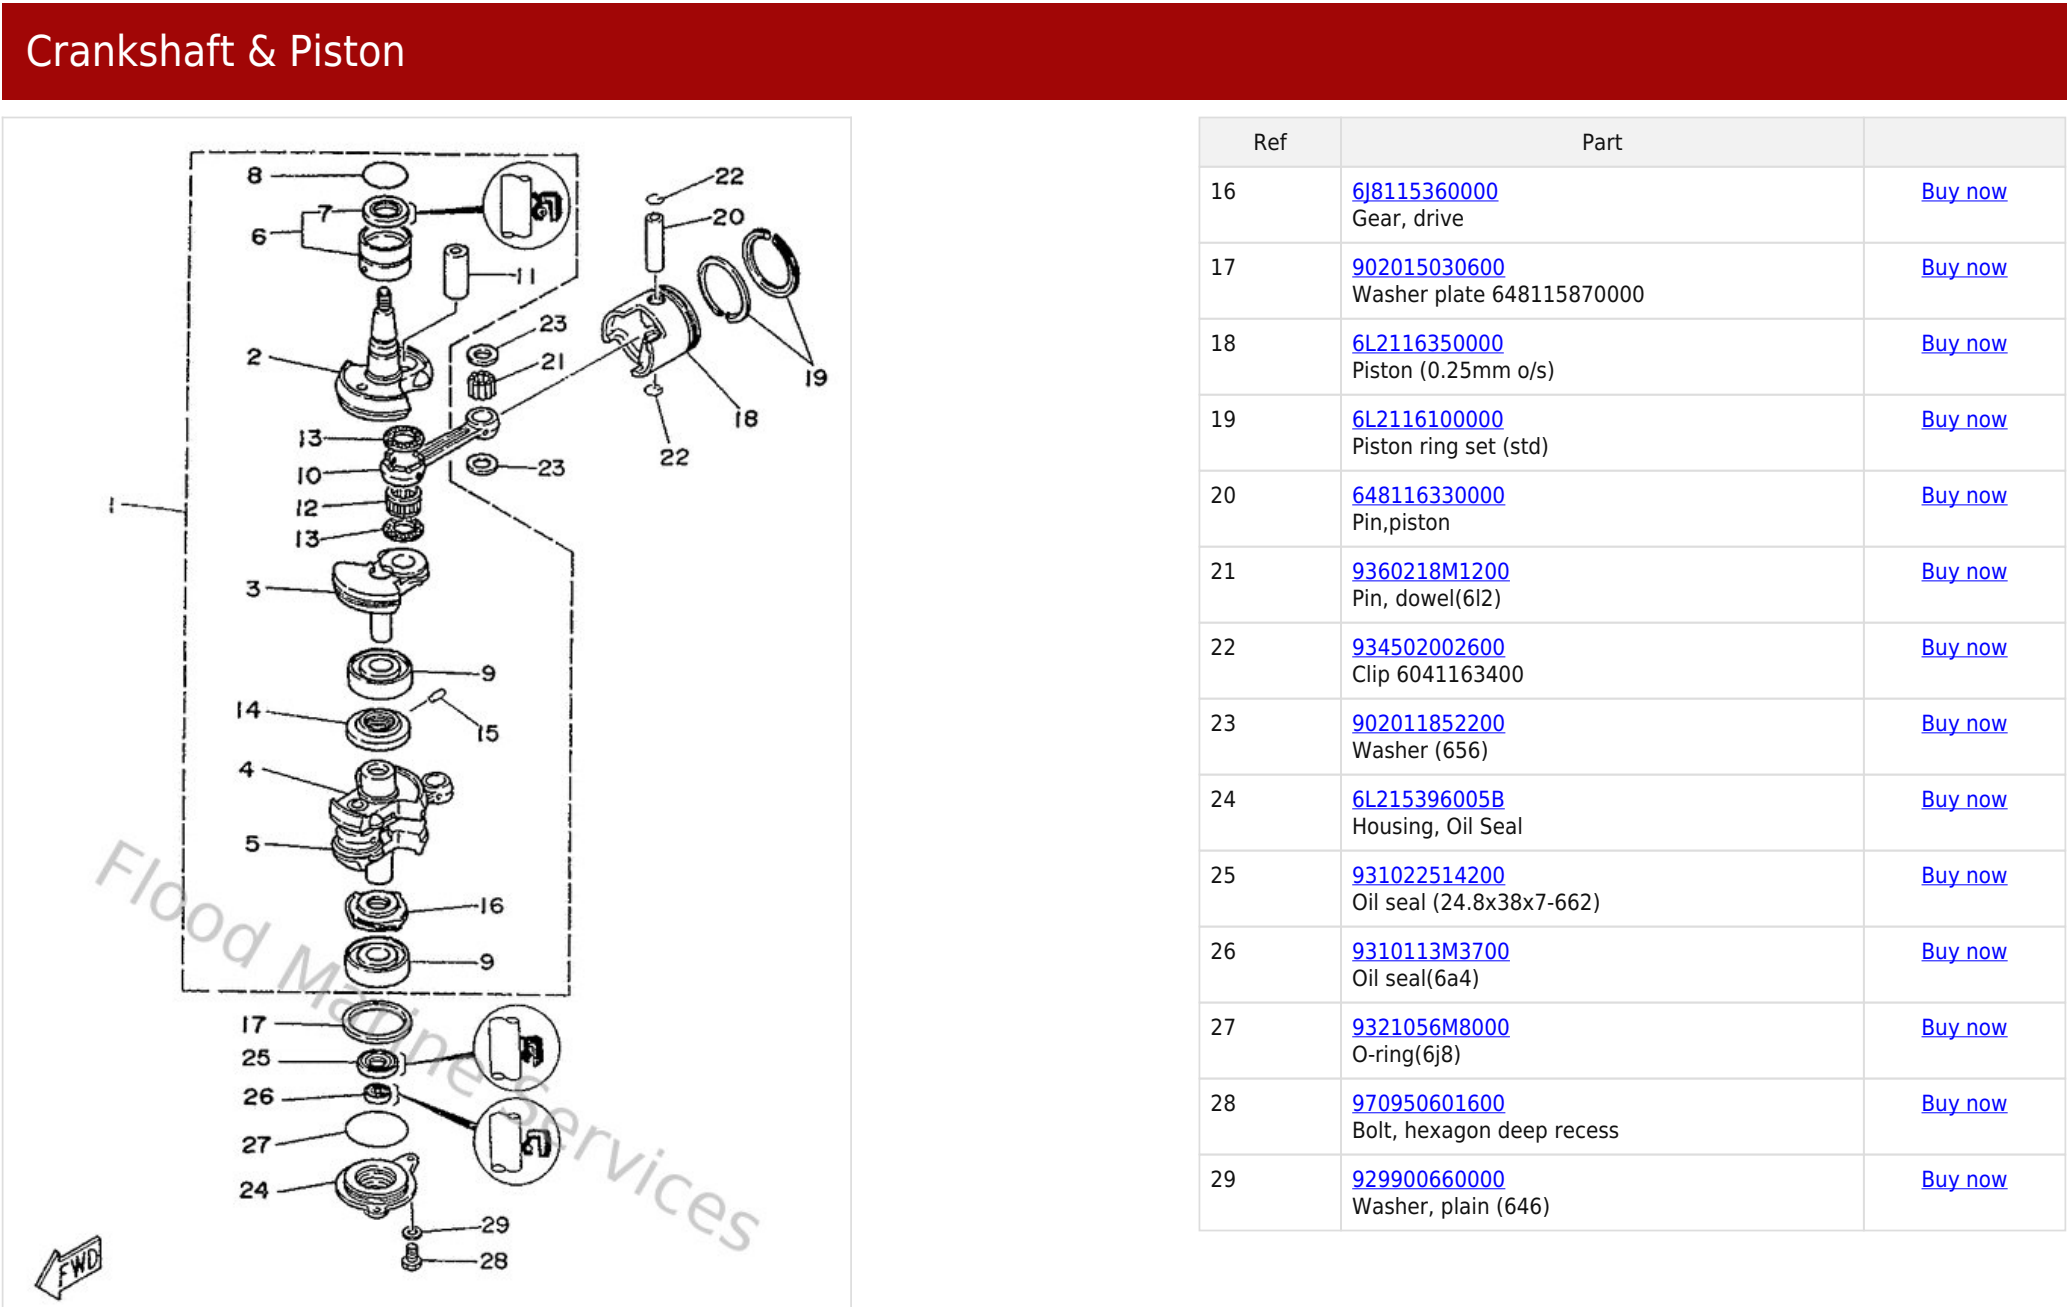 Crankshaft & Piston
8
7
6
11
2
13
10
12
13
1
3
9
14
15
4
5
16
9
17
25
26
27
24
29
28
22
20
23
21
19
18
22
23
FWD
Flood Marine Services
Ref Part
16 6J8115360000 Buy now
Gear, drive
17 902015030600 Buy now
Washer plate 648115870000
18 6L2116350000 Buy now
Piston (0.25mm o/s)
19 6L2116100000 Buy now
Piston ring set (std)
20 648116330000 Buy now
Pin,piston
21 9360218M1200 Buy now
Pin, dowel(6l2)
22 934502002600 Buy now
Clip 6041163400
23 902011852200 Buy now
Washer (656)
24 6L215396005B Buy now
Housing, Oil Seal
25 931022514200 Buy now
Oil seal (24.8x38x7-662)
26 9310113M3700 Buy now
Oil seal(6a4)
27 9321056M8000 Buy now
O-ring(6j8)
28 970950601600 Buy now
Bolt, hexagon deep recess
29 929900660000 Buy now
Washer, plain (646)